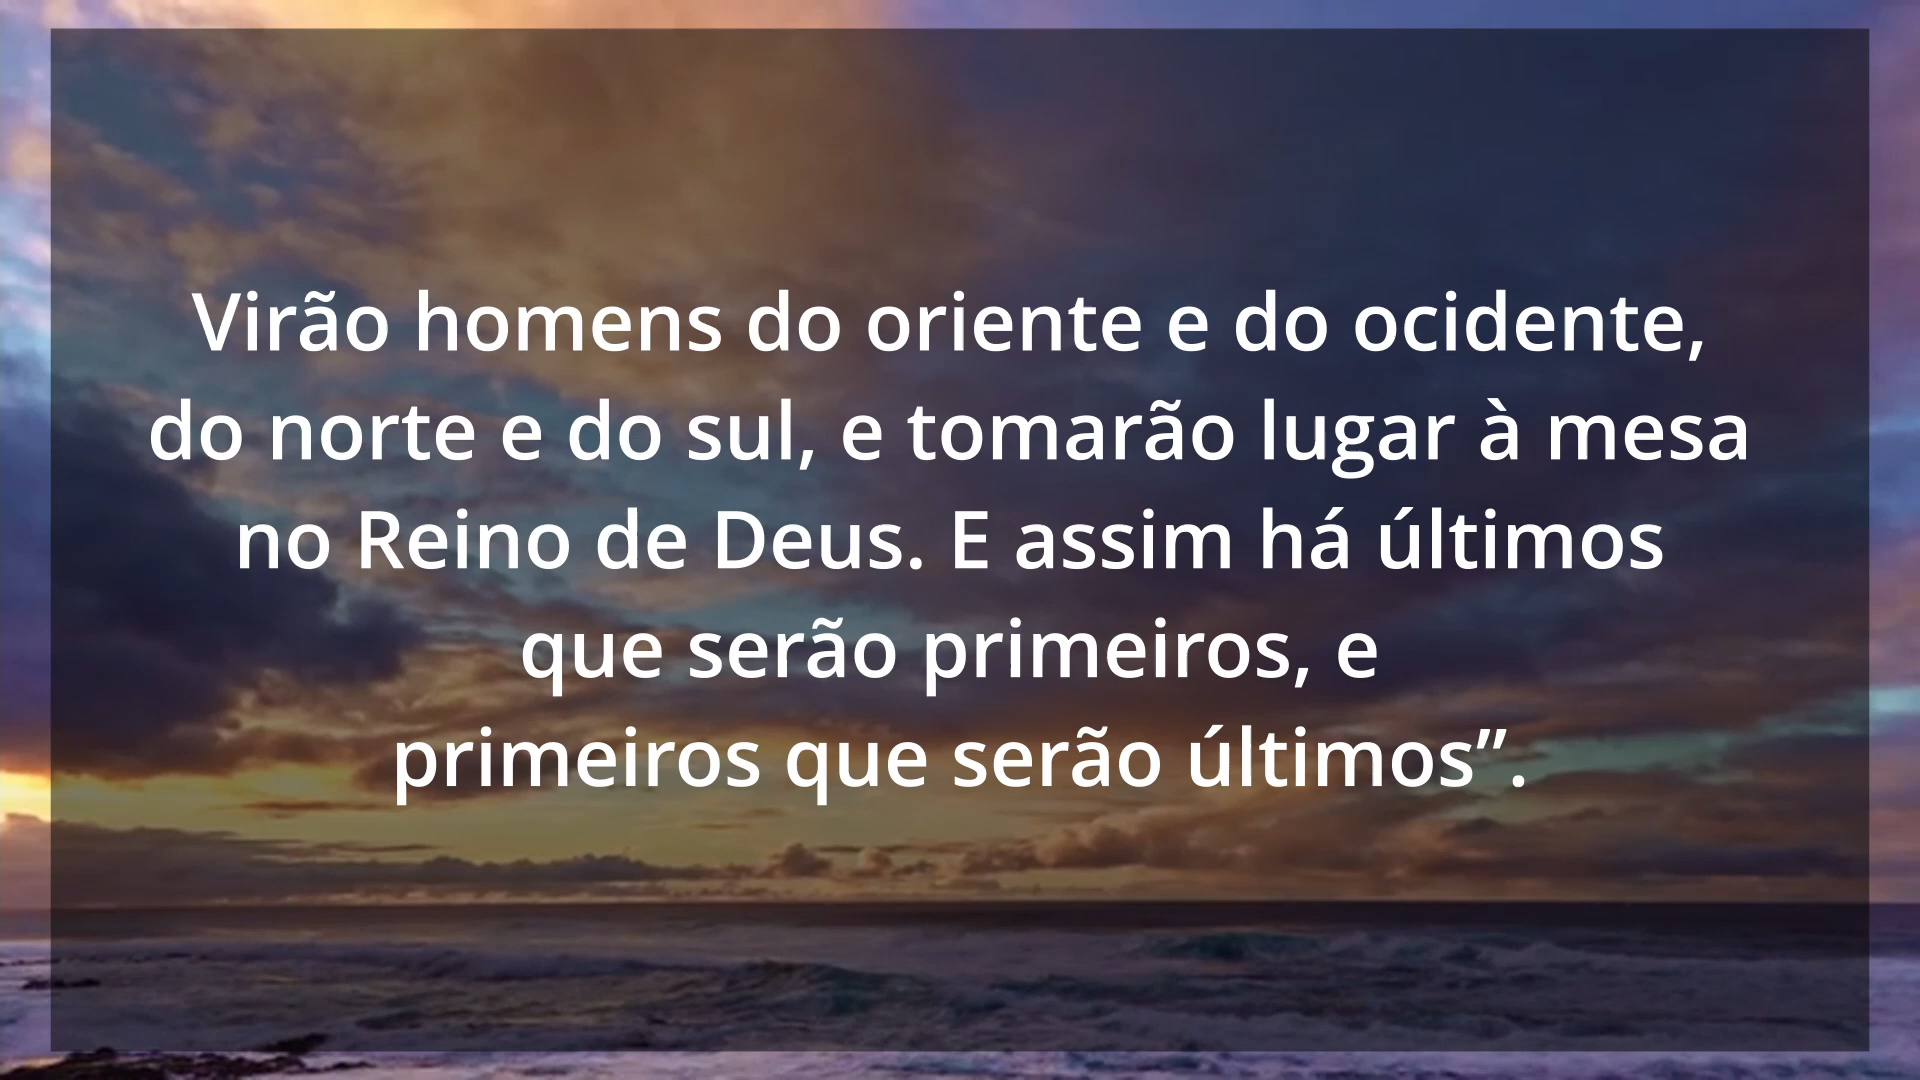 Virão homens do oriente e do ocidente,
do norte e do sul, e tomarão lugar à mesa
no Reino de Deus. E assim há últimos
que serão primeiros, e
primeiros que serão últimos”.